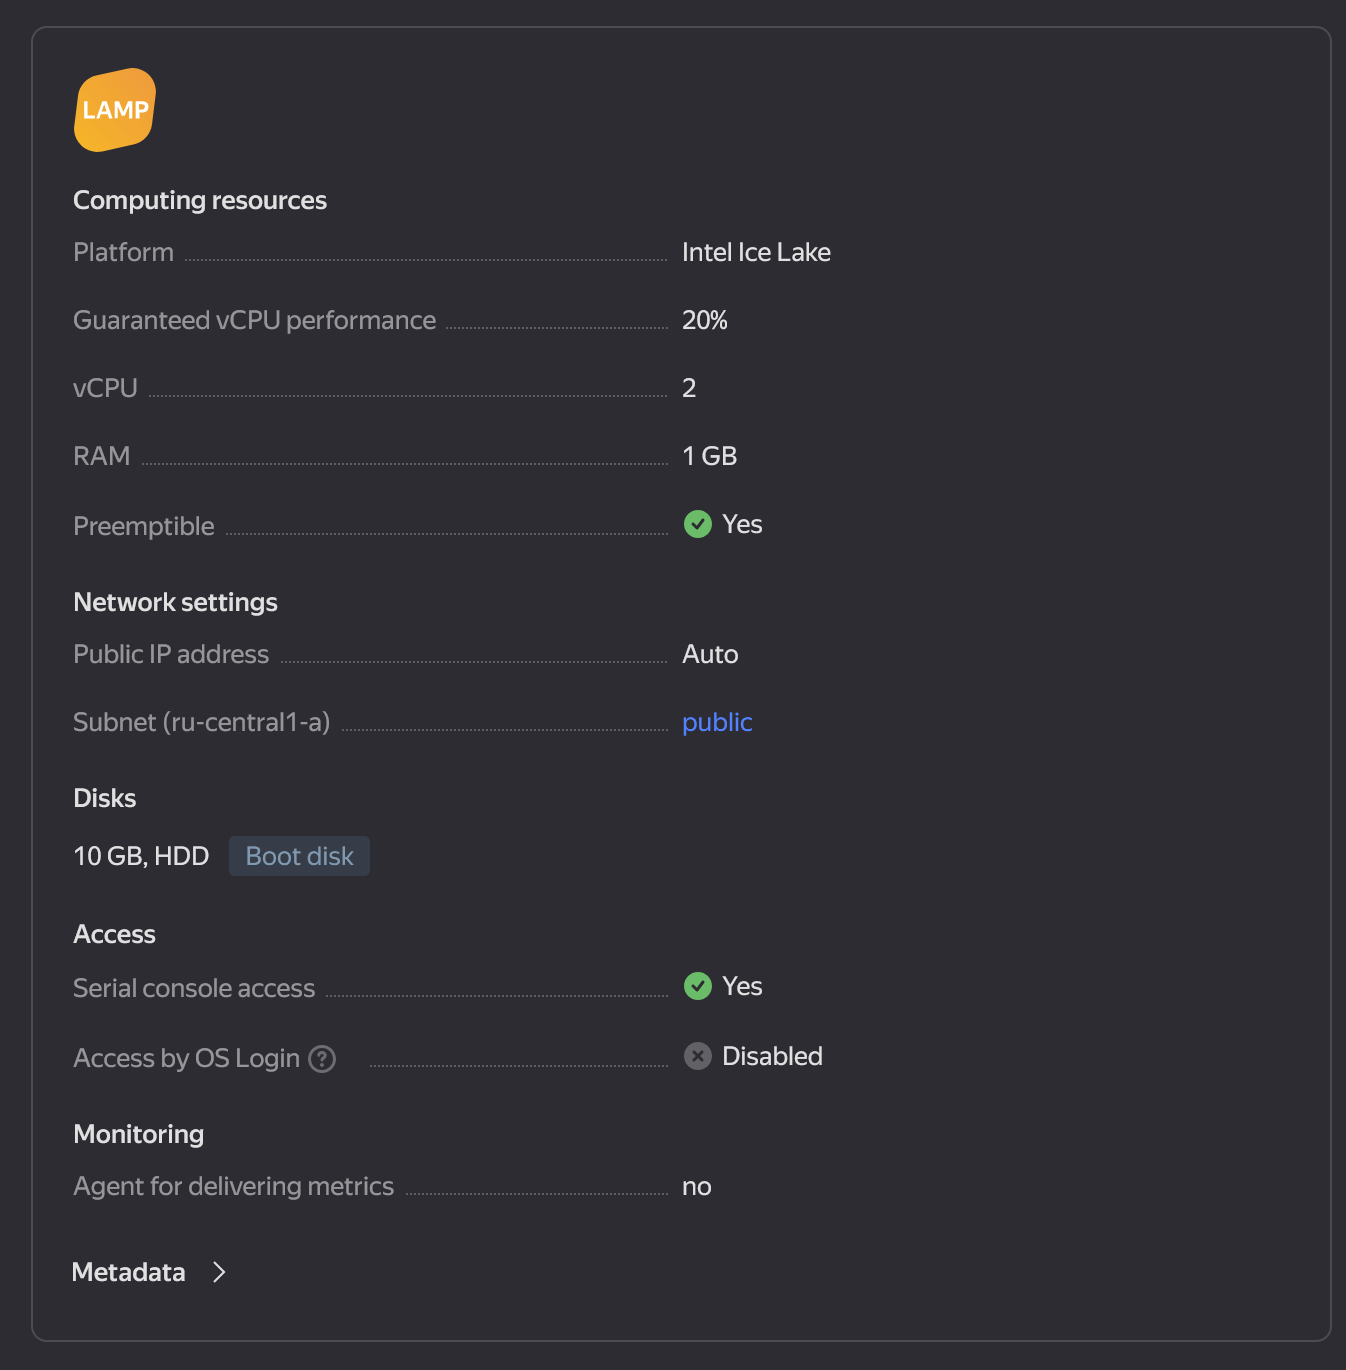 LAMP
Computing resources
Platform Intel Ice Lake
Guaranteed vCPU performance 20%
vCPU 2
RAM 1 GB
Preemptible Yes
Network settings
Public IP address Auto
Subnet (ru-central1-a) public
Disks
10 GB, HDD Boot disk
Access
Serial console access Yes
Access by OS Login ? Disabled
Monitoring
Agent for delivering metrics no
Metadata